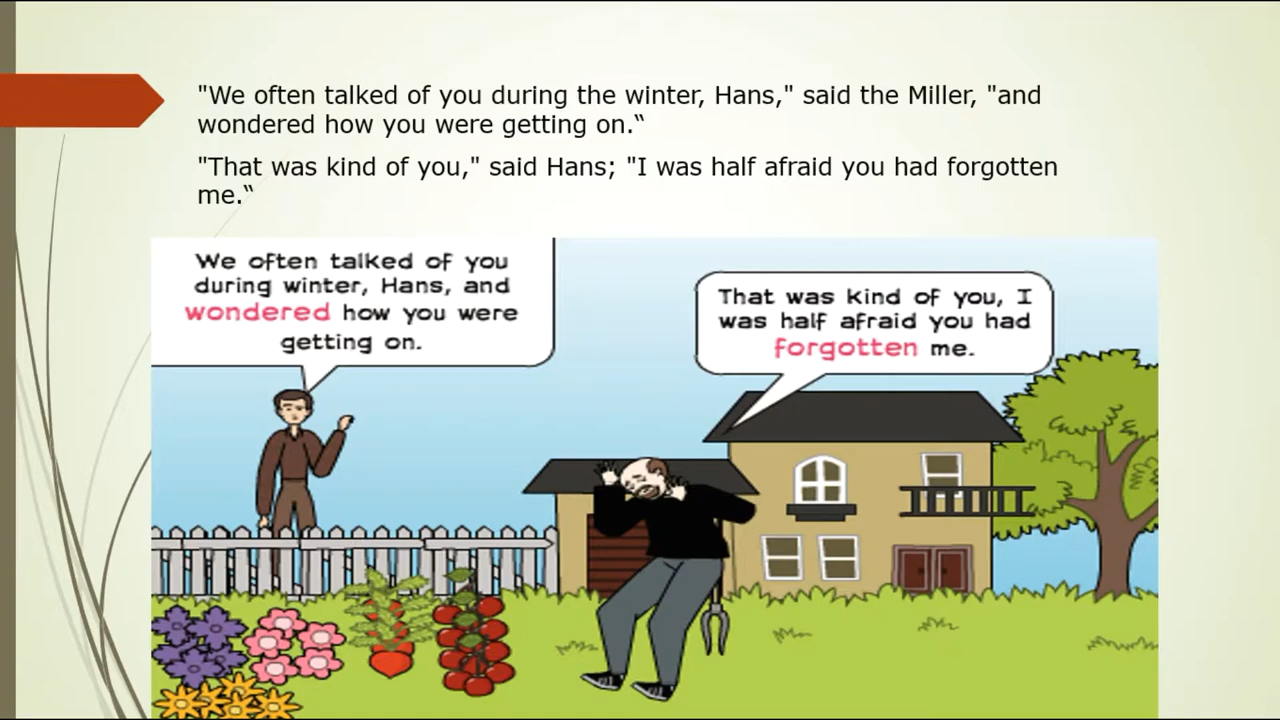 "We often talked of you during the winter, Hans," said the Miller, "and
wondered how you were getting on.“
"That was kind of you," said Hans; "I was half afraid you had forgotten
me.“
We often talked of you
during winter, Hans, and
wondered how you were
getting on.
That was kind of you, I
was half afraid you had
forgotten me.